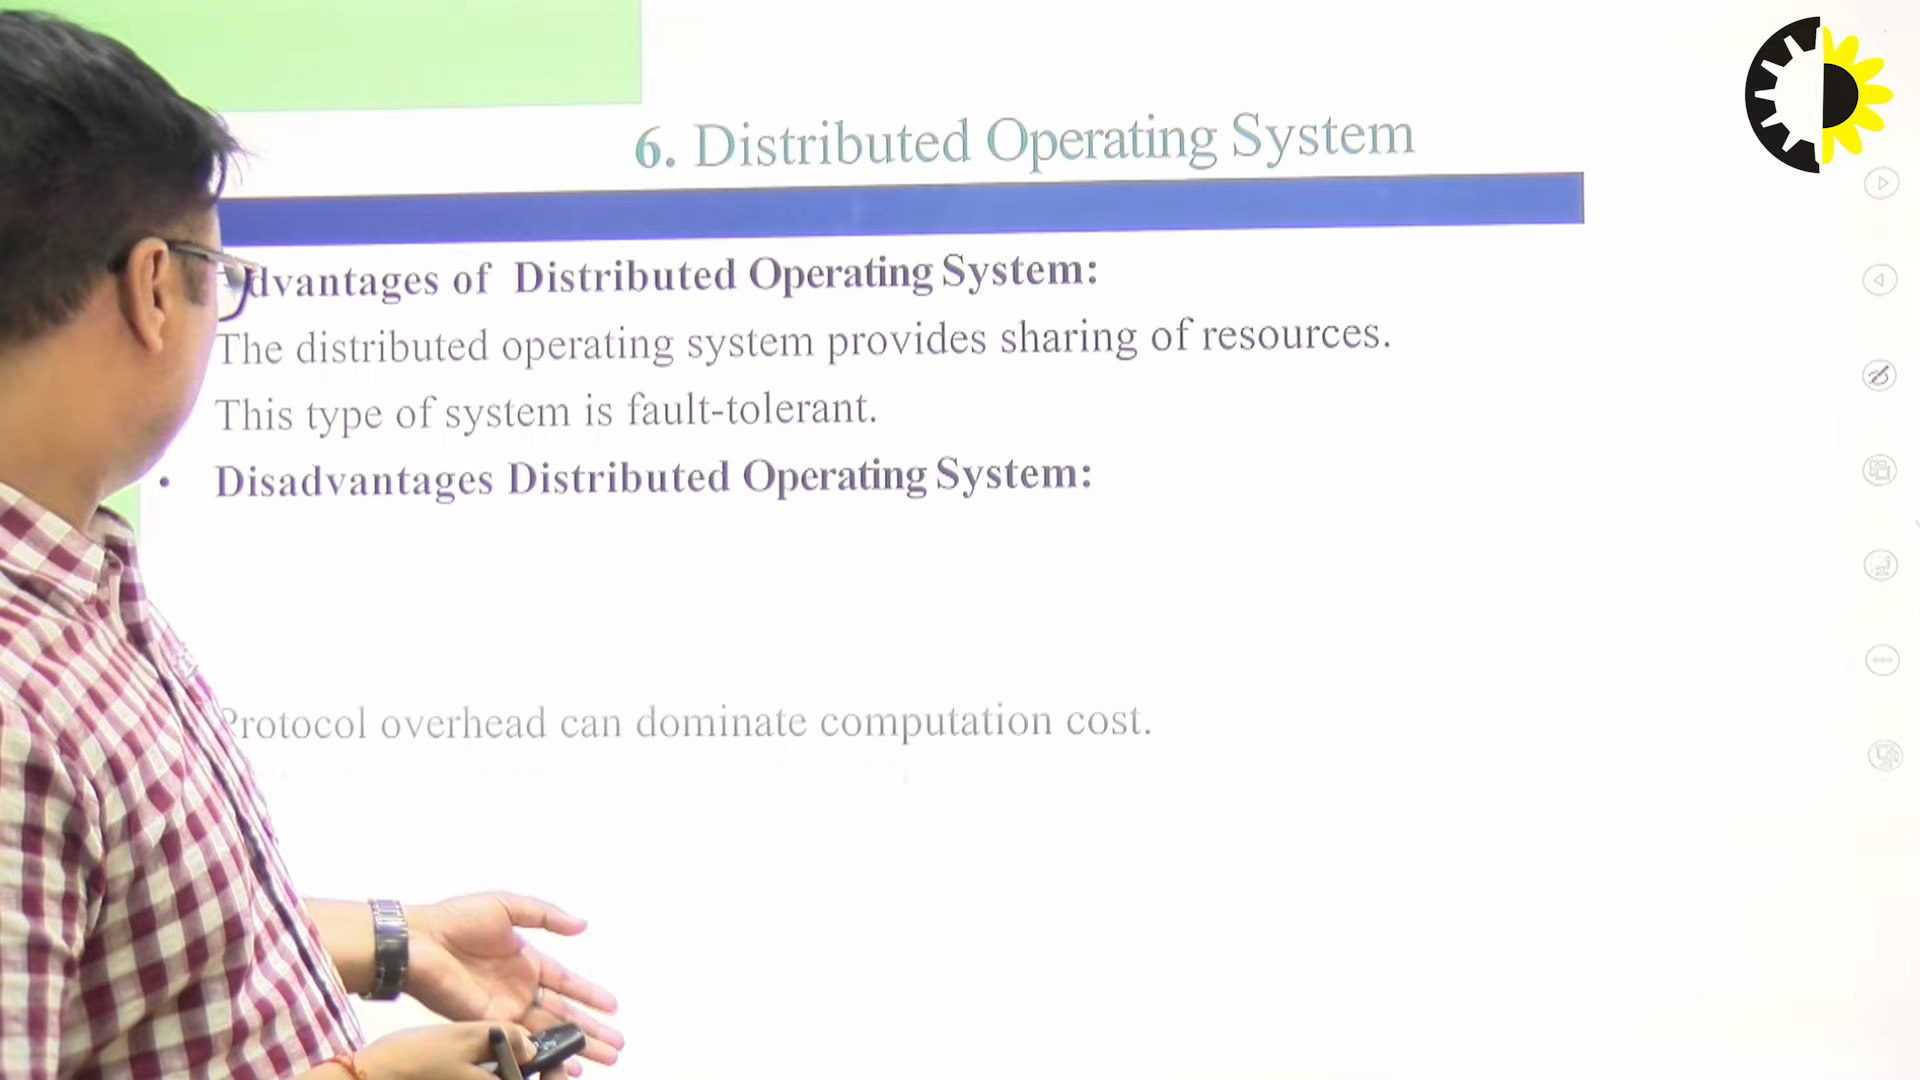 6. Distributed Operating System
dvantages of Distributed Operating System:
The distributed operating system provides sharing of resources.
This type of system is fault-tolerant.
• Disadvantages Distributed Operating System:
Protocol overhead can dominate computation cost.